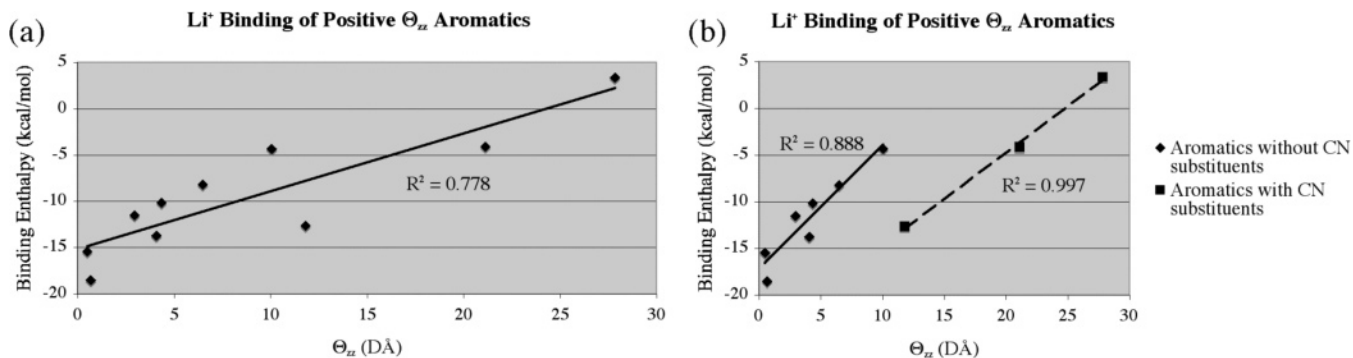 (a)
Li⁺ Binding of Positive Θzz Aromatics
Binding Enthalpy (kcal/mol)
5
0
-5
-10
-15
-20
R² = 0.778
0 5 10 15 20 25 30
Θzz (DÅ)
(b)
Li⁺ Binding of Positive Θzz Aromatics
Binding Enthalpy (kcal/mol)
5
0
-5
-10
-15
-20
R² = 0.888
R² = 0.997
0 5 10 15 20 25 30
Θzz (DÅ)
Aromatics without CN
substituents
Aromatics with CN
substituents